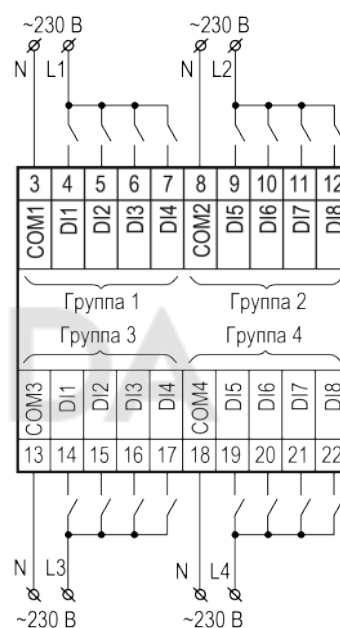 ~230 В ~230 В
N L1 N L2
3 4 5 6 7 8 9 10 11 12
COM1 DI1 DI2 DI3 DI4 COM2 DI5 DI6 DI7 DI8
Группа 1 Группа 2
Группа 3 Группа 4
DA
COM3 DI1 DI2 DI3 DI4 COM4 DI5 DI6 DI7 DI8
13 14 15 16 17 18 19 20 21 22
N L3 N L4
~230 В ~230 В